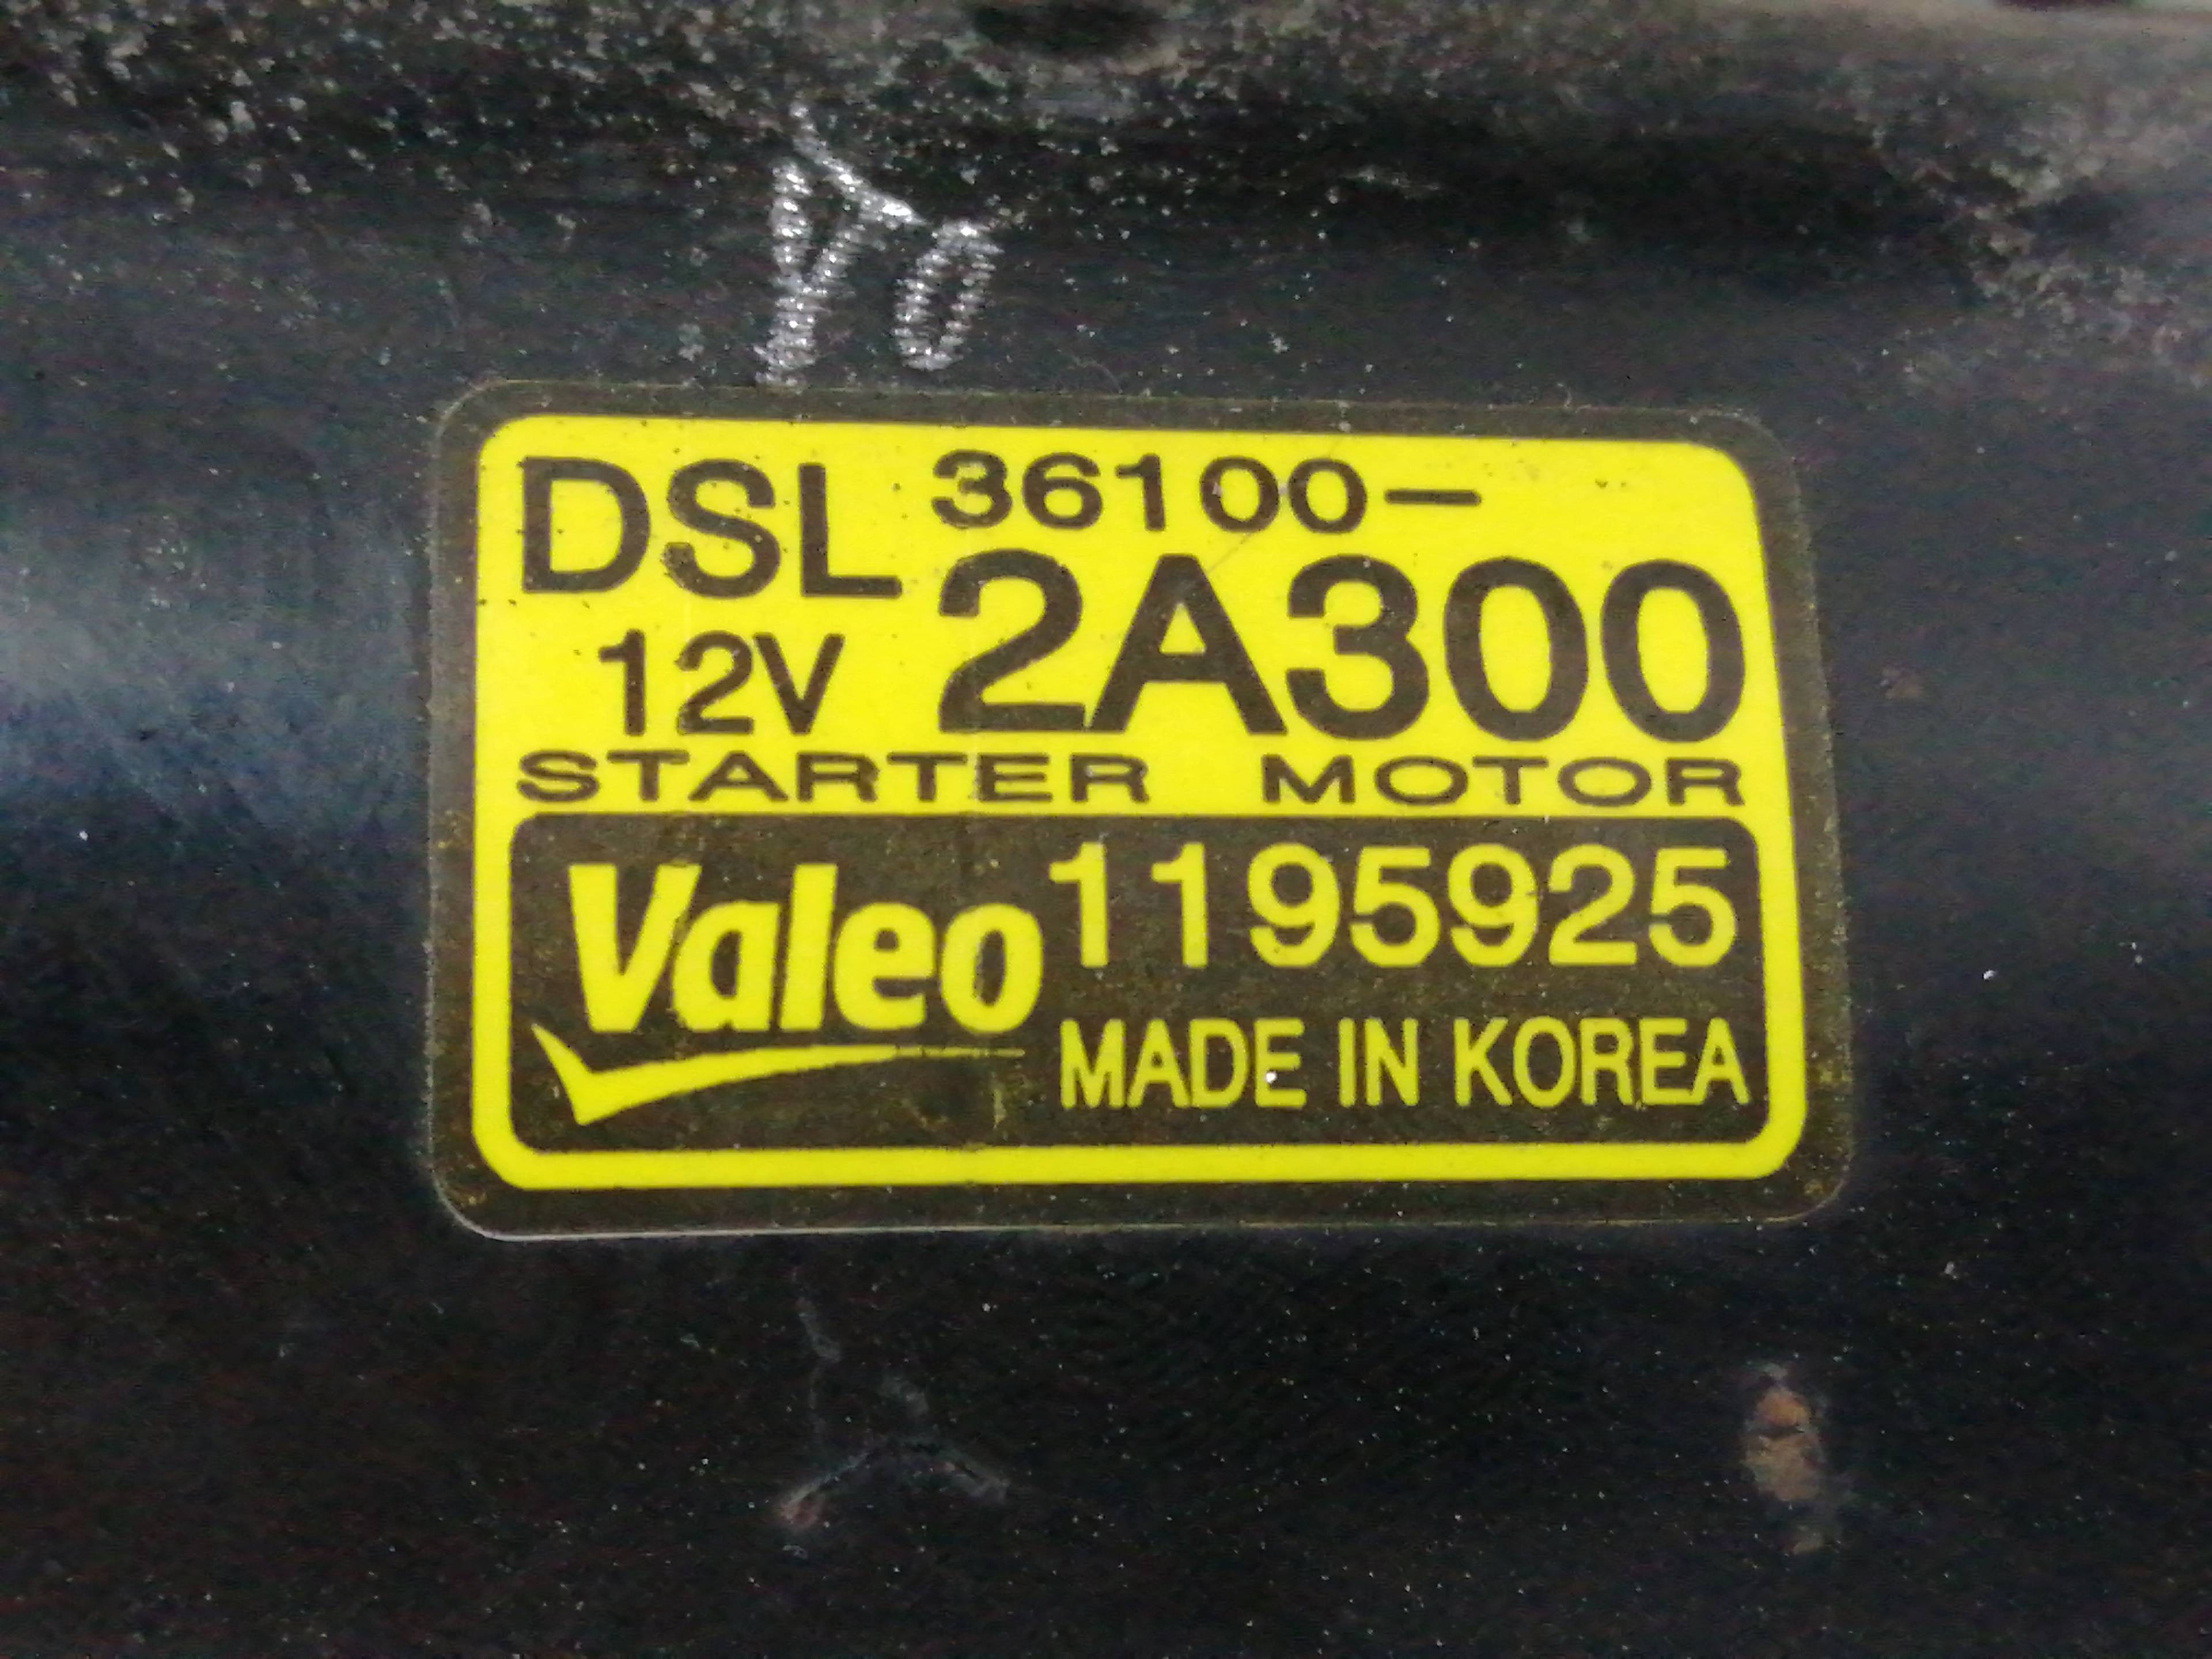 DSL 36100-
12V 2A300
STARTER MOTOR
Valeo 1195925
MADE IN KOREA